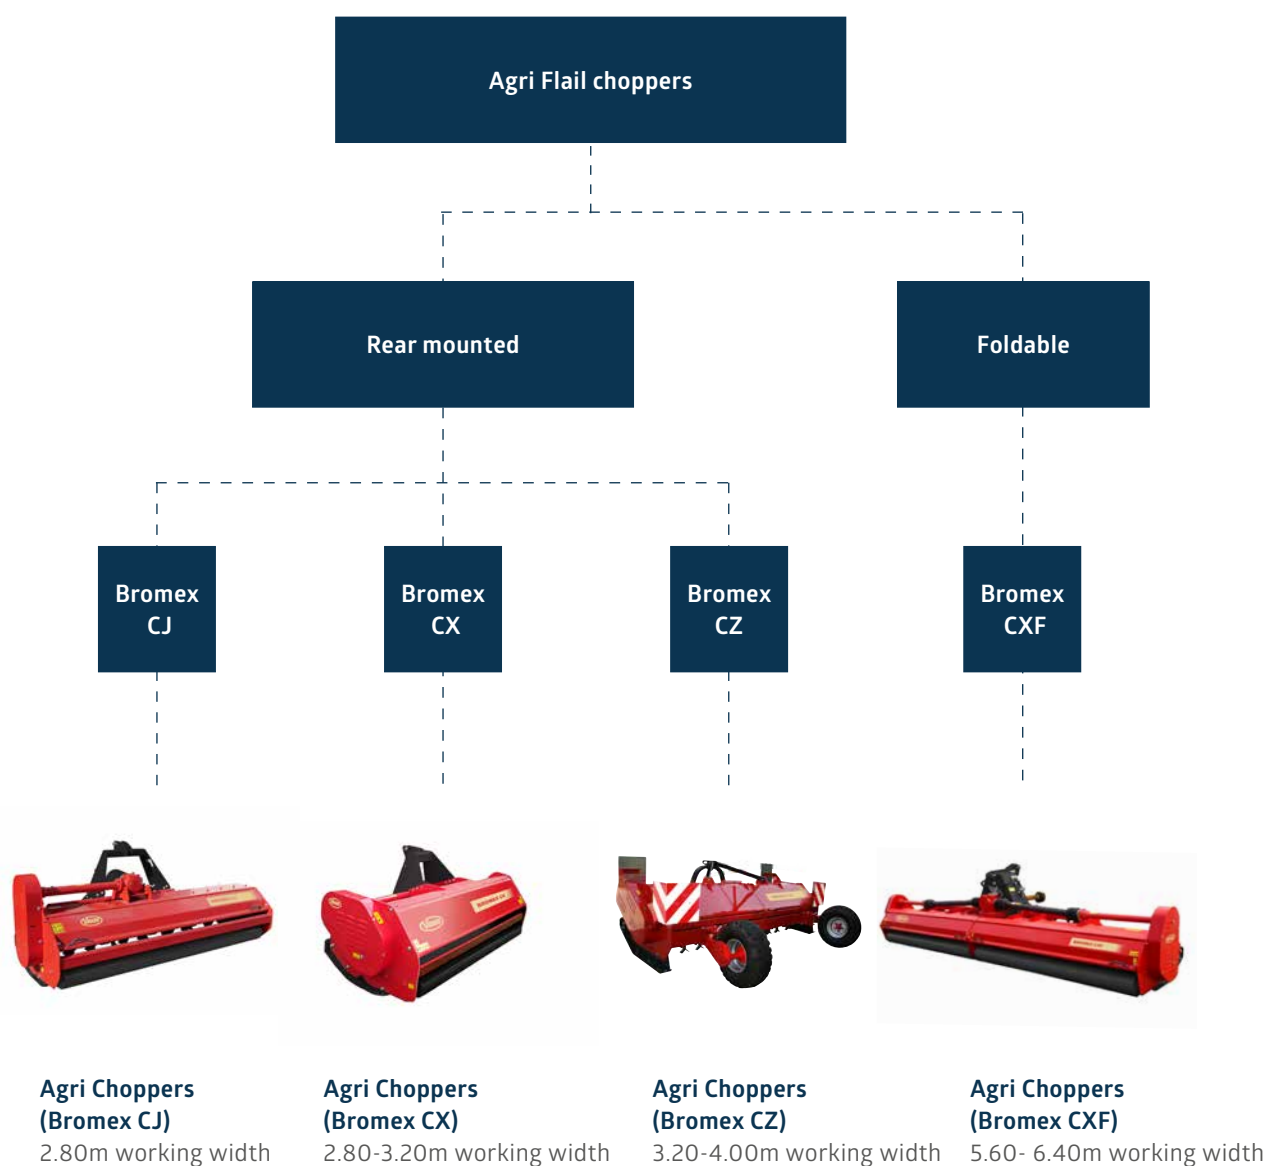 Agri Flail choppers
Rear mounted
Foldable
Bromex
CJ
Bromex
CX
Bromex
CZ
Bromex
CXF
Agri Choppers
(Bromex CJ)
2.80m working width
Agri Choppers
(Bromex CX)
2.80-3.20m working width
Agri Choppers
(Bromex CZ)
3.20-4.00m working width
Agri Choppers
(Bromex CXF)
5.60- 6.40m working width